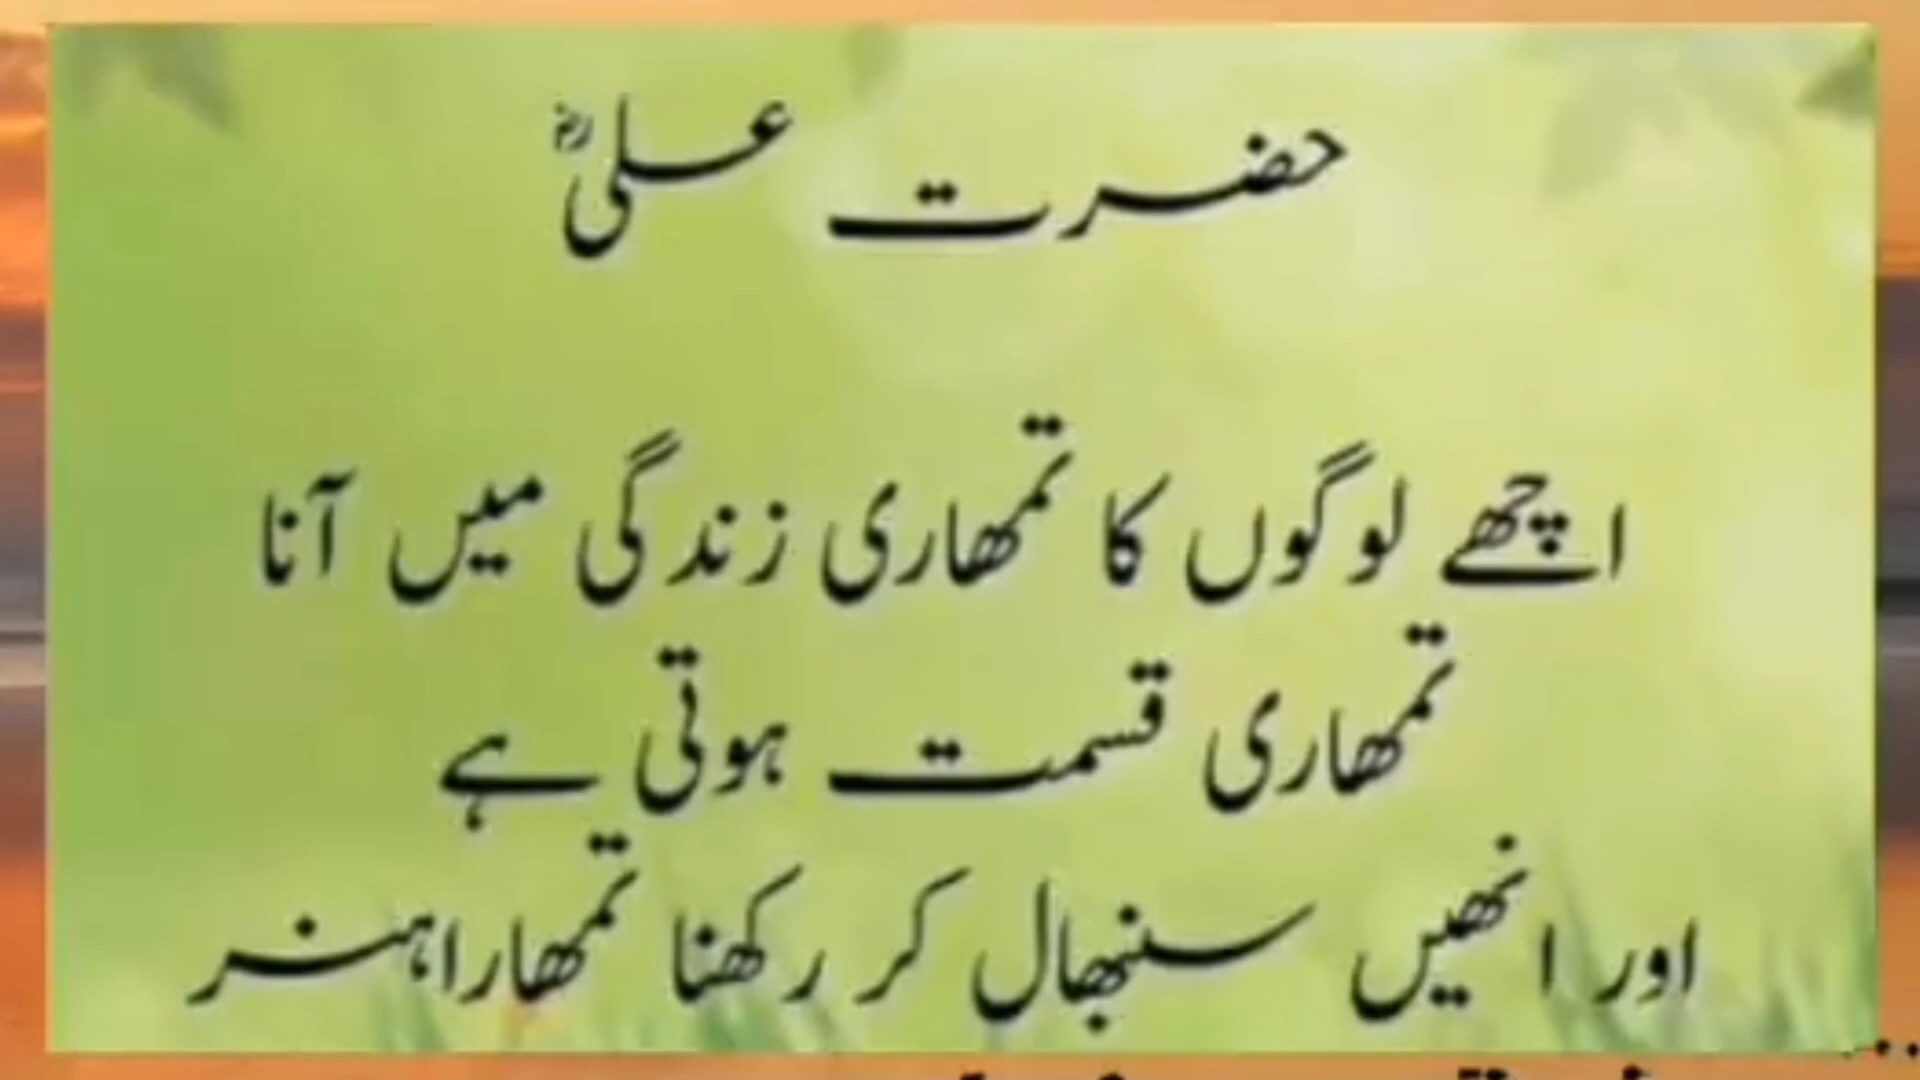 حضرت علیؓ
اچھے لوگوں کا تمھاری زندگی میں آنا
تمھاری قسمت ہوتی ہے
اور انھیں سنبھال کر رکھنا تمھارا ہنر